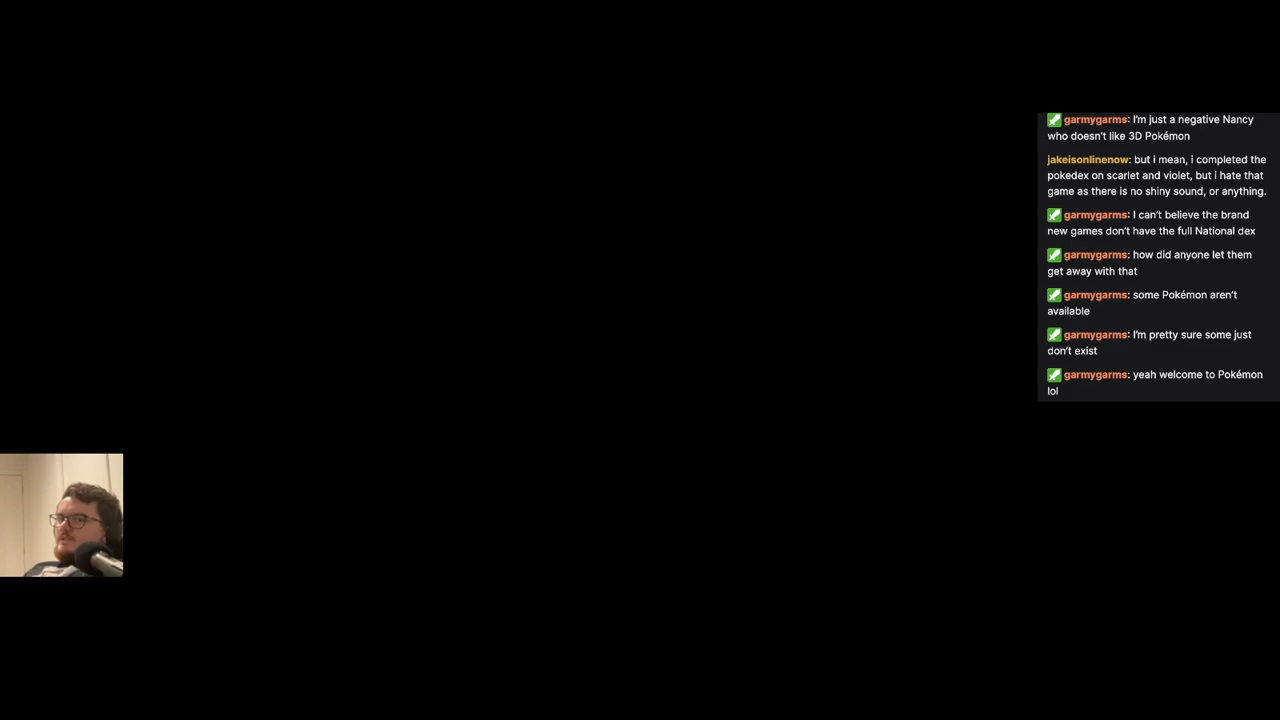 garmygarms: I'm just a negative Nancy
who doesn't like 3D Pokémon
jakeisonlinenow: but i mean, i completed the
pokedex on scarlet and violet, but i hate that
game as there is no shiny sound, or anything.
garmygarms: I can't believe the brand
new games don't have the full National dex
garmygarms: how did anyone let them
get away with that
garmygarms: some Pokémon aren't
available
garmygarms: I'm pretty sure some just
don't exist
garmygarms: yeah welcome to Pokémon
lol